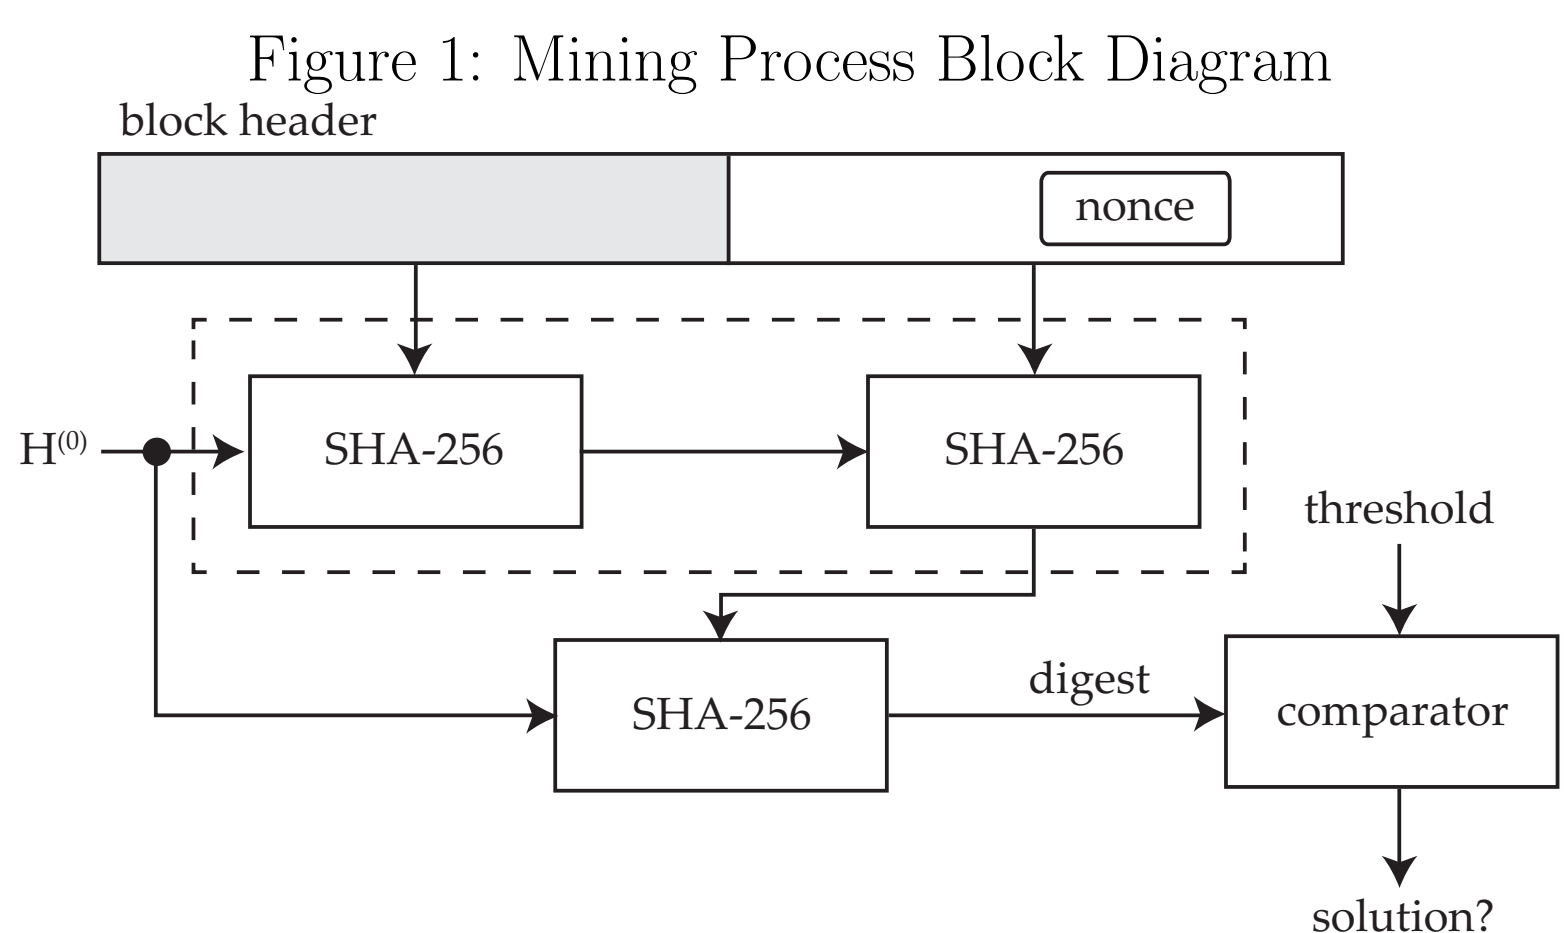 Figure 1: Mining Process Block Diagram
block header
nonce
SHA-256
SHA-256
H⁽⁰⁾
threshold
SHA-256
digest
comparator
solution?